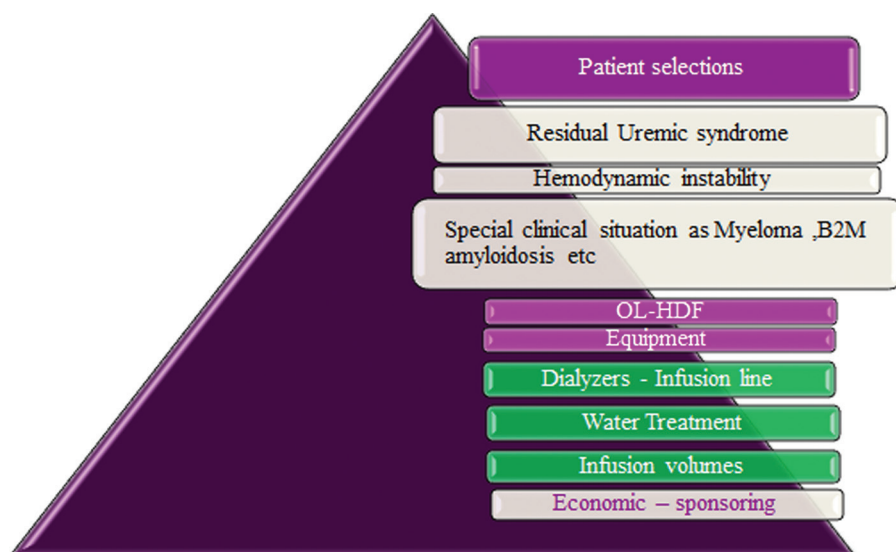 Patient selections
Residual Uremic syndrome
Hemodynamic instability
Special clinical situation as Myeloma ,B2M
amyloidosis etc
OL-HDF
Equipment
Dialyzers - Infusion line
Water Treatment
Infusion volumes
Economic – sponsoring